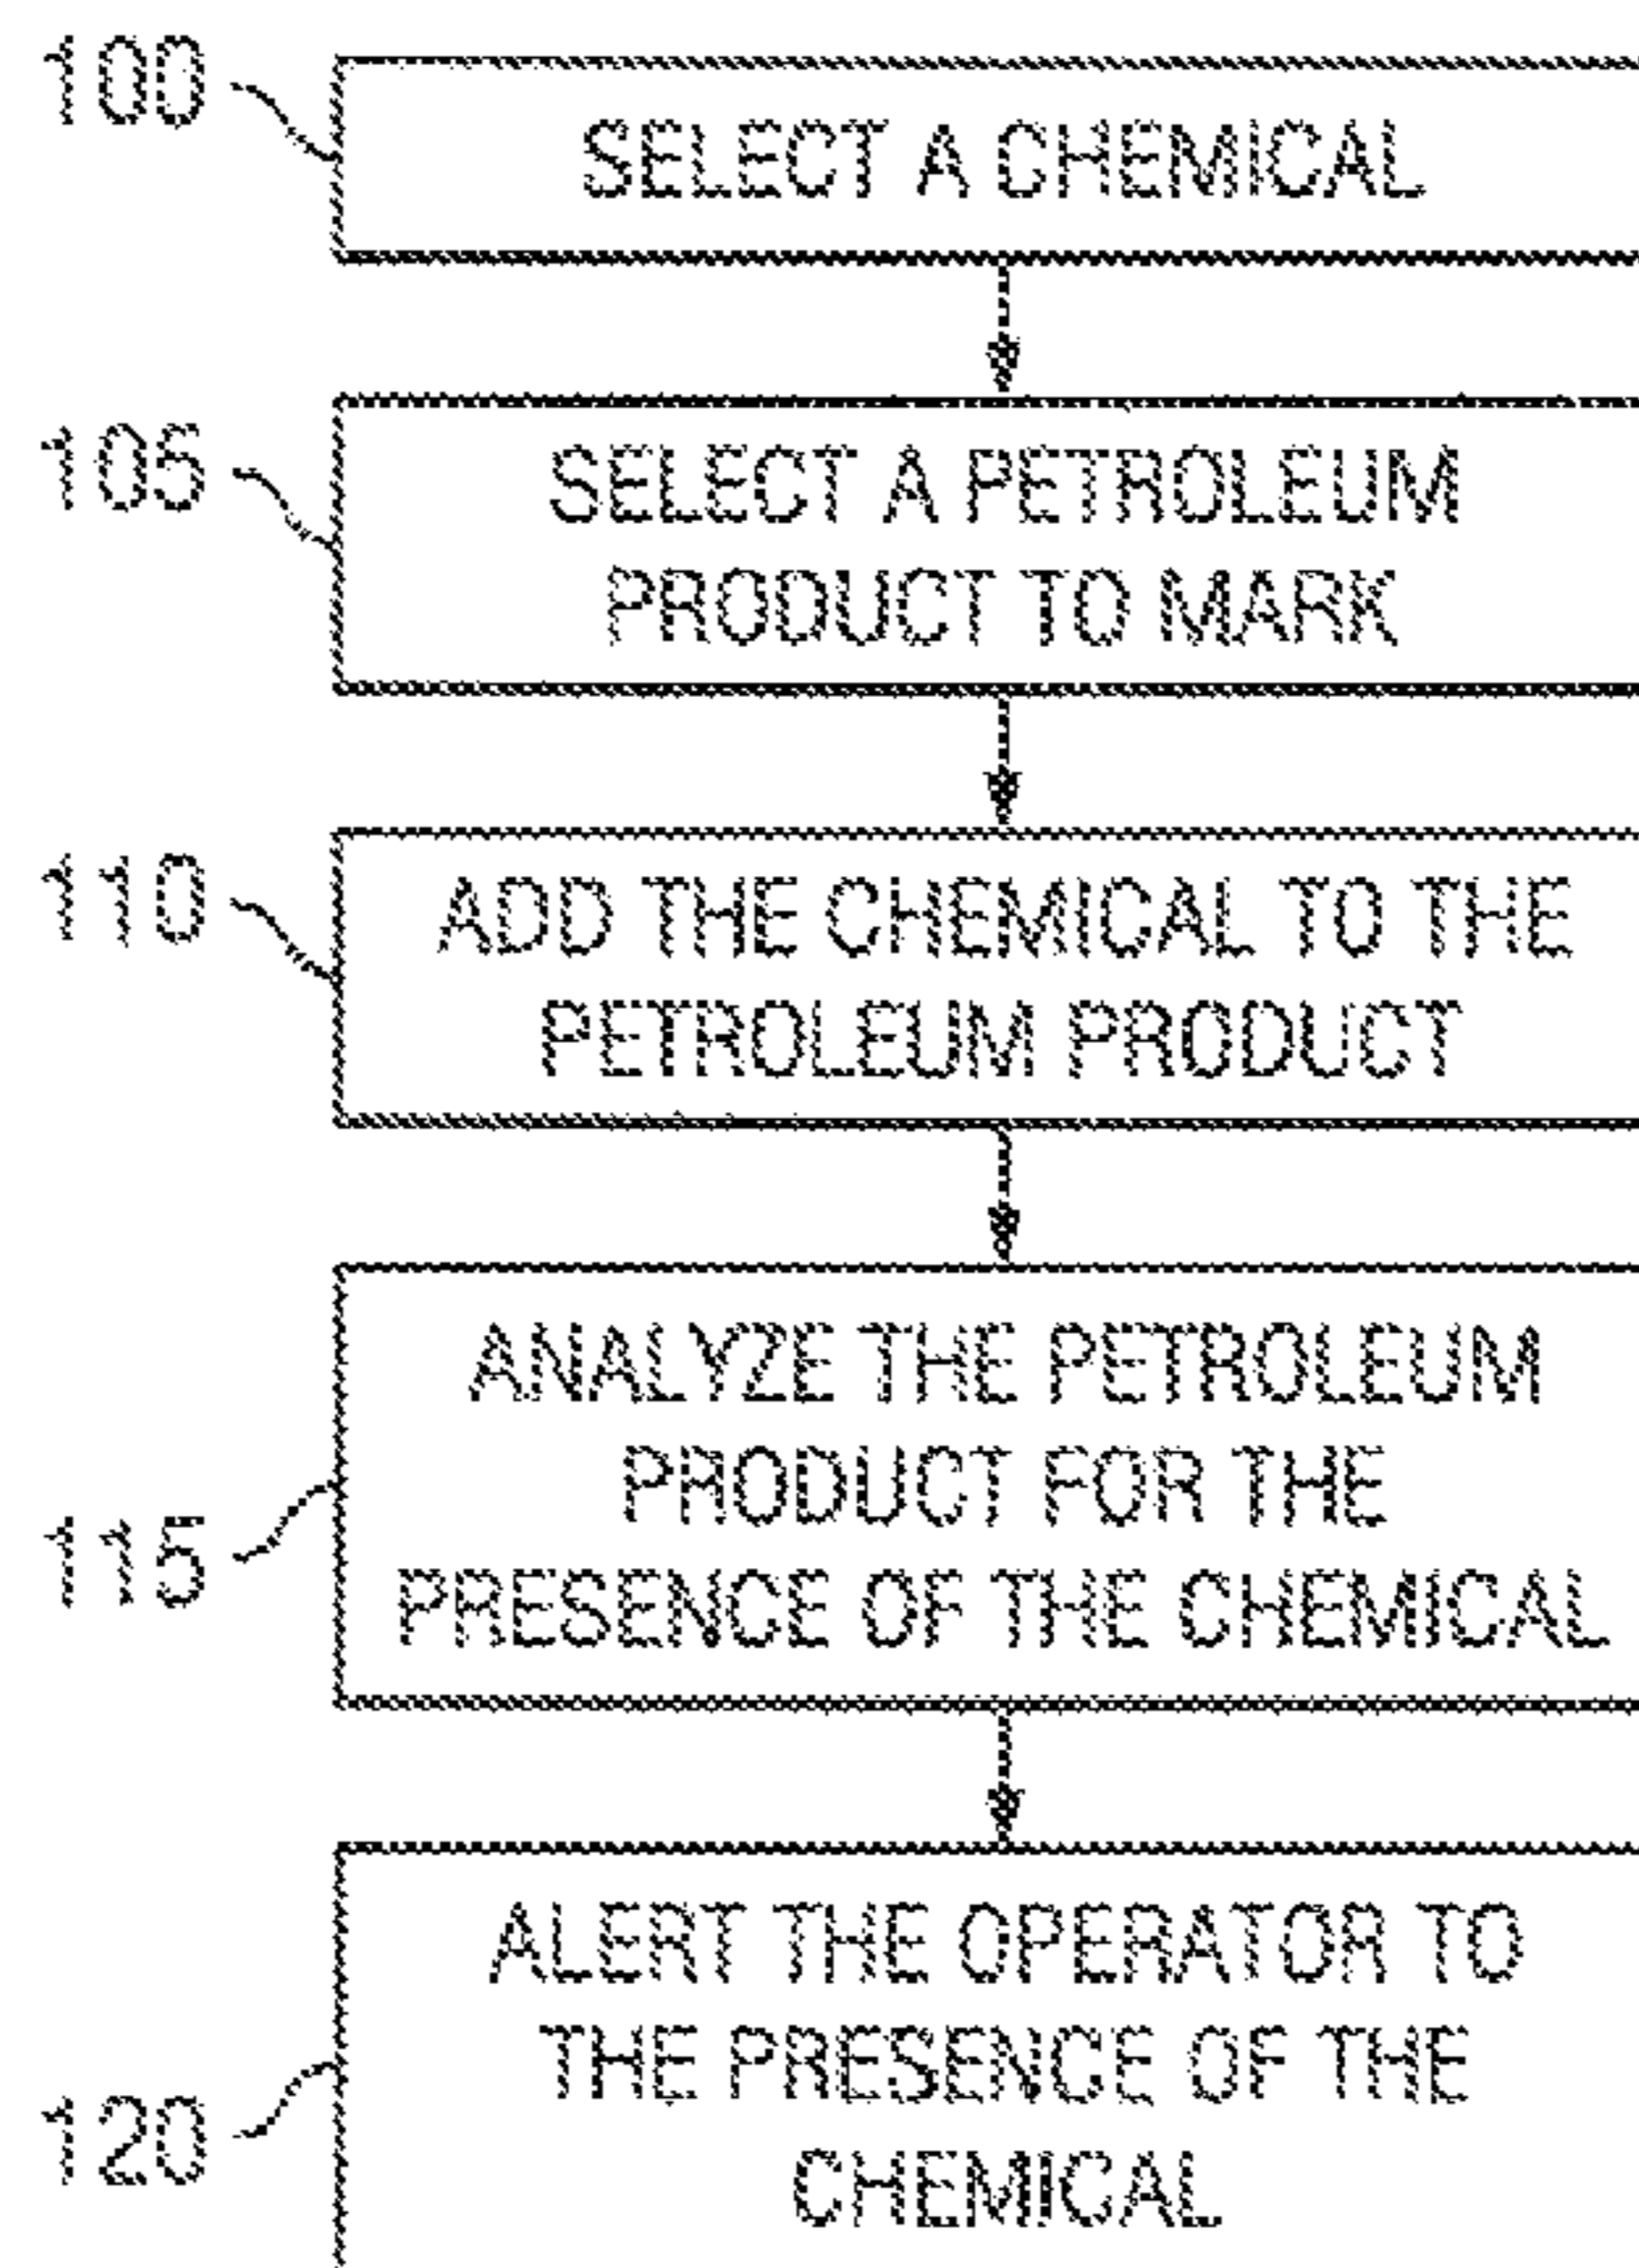 100
SELECT A CHEMICAL
105
SELECT A PETROLEUM
PRODUCT TO MARK
110
ADD THE CHEMICAL TO THE
PETROLEUM PRODUCT
ANALYZE THE PETROLEUM
PRODUCT FOR THE
115
PRESENCE OF THE CHEMICAL
ALERT THE OPERATOR TO
THE PRESENCE OF THE
120
CHEMICAL